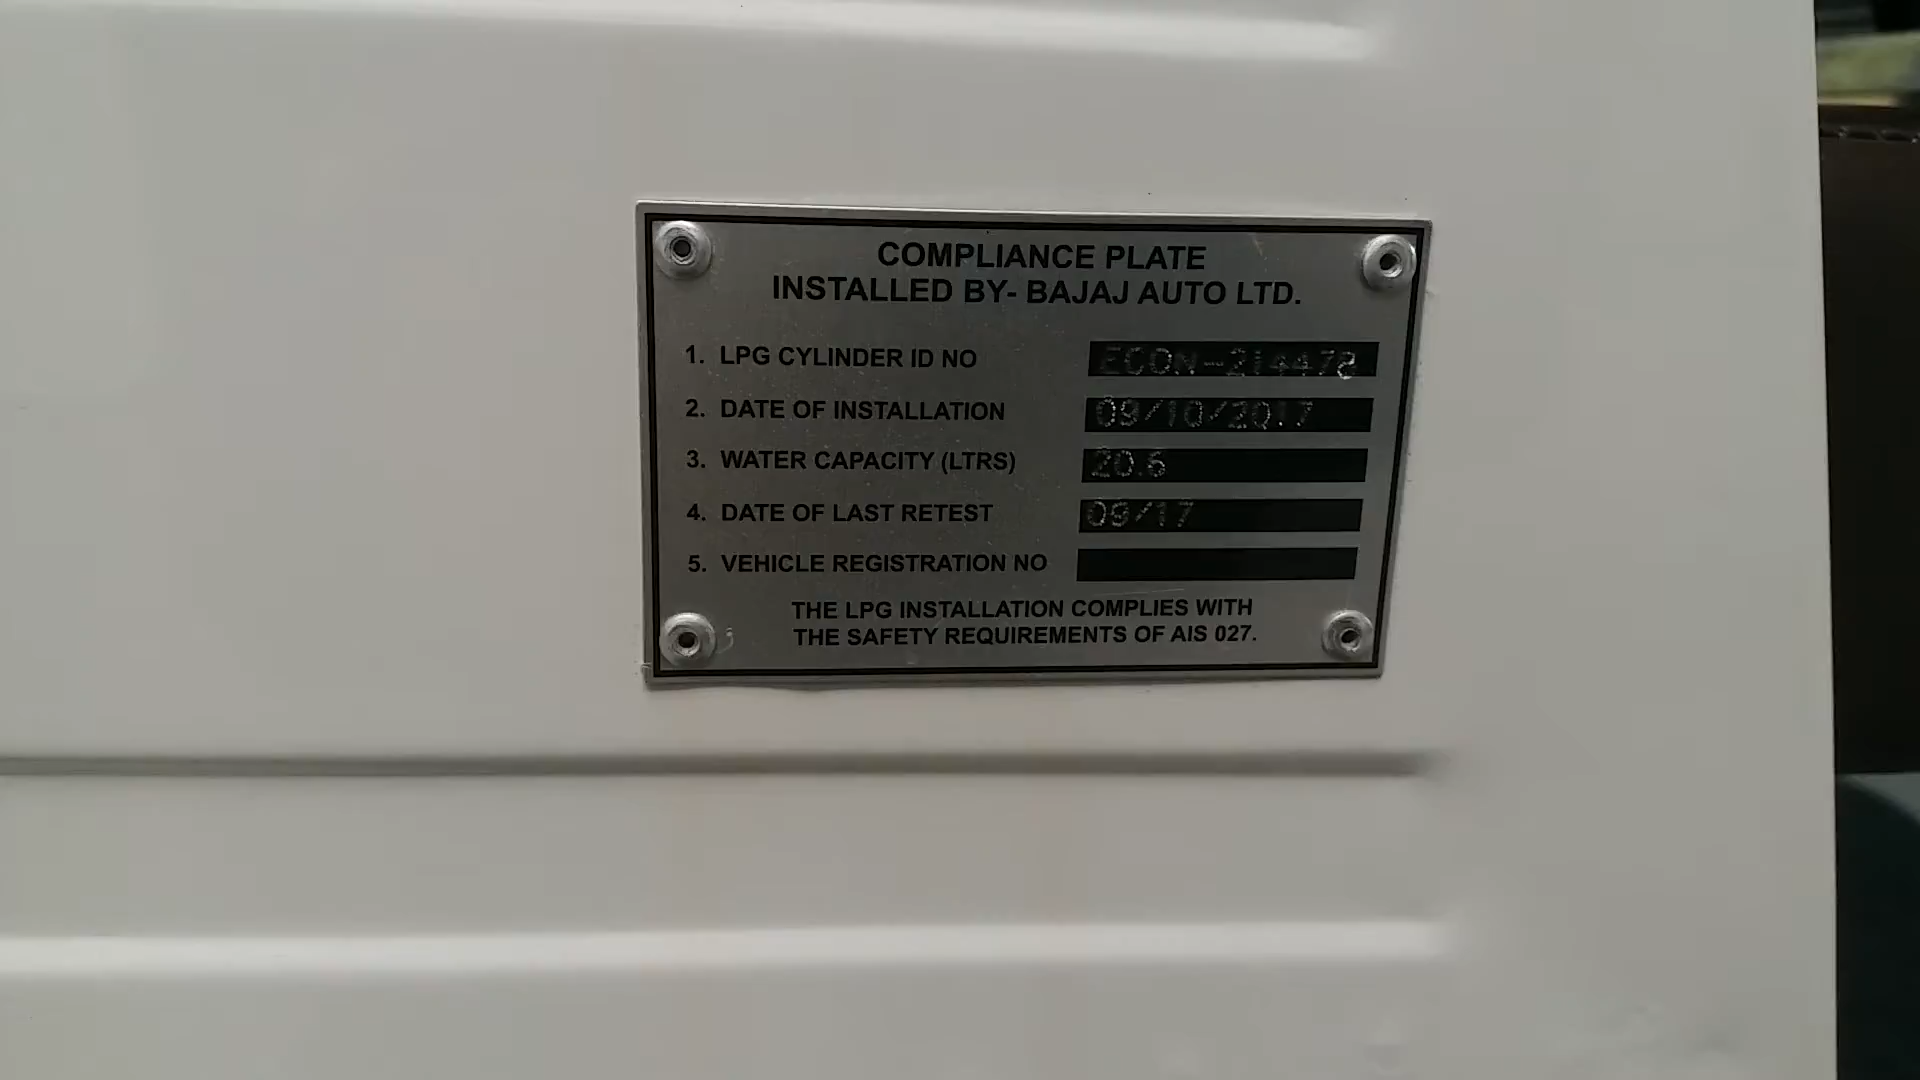 COMPLIANCE PLATE
INSTALLED BY- BAJAJ AUTO LTD.
1. LPG CYLINDER ID NO ECON-214478
2. DATE OF INSTALLATION 09/10/2017
3. WATER CAPACITY (LTRS) 20.6
4. DATE OF LAST RETEST 09/17
5. VEHICLE REGISTRATION NO
THE LPG INSTALLATION COMPLIES WITH
THE SAFETY REQUIREMENTS OF AIS 027.